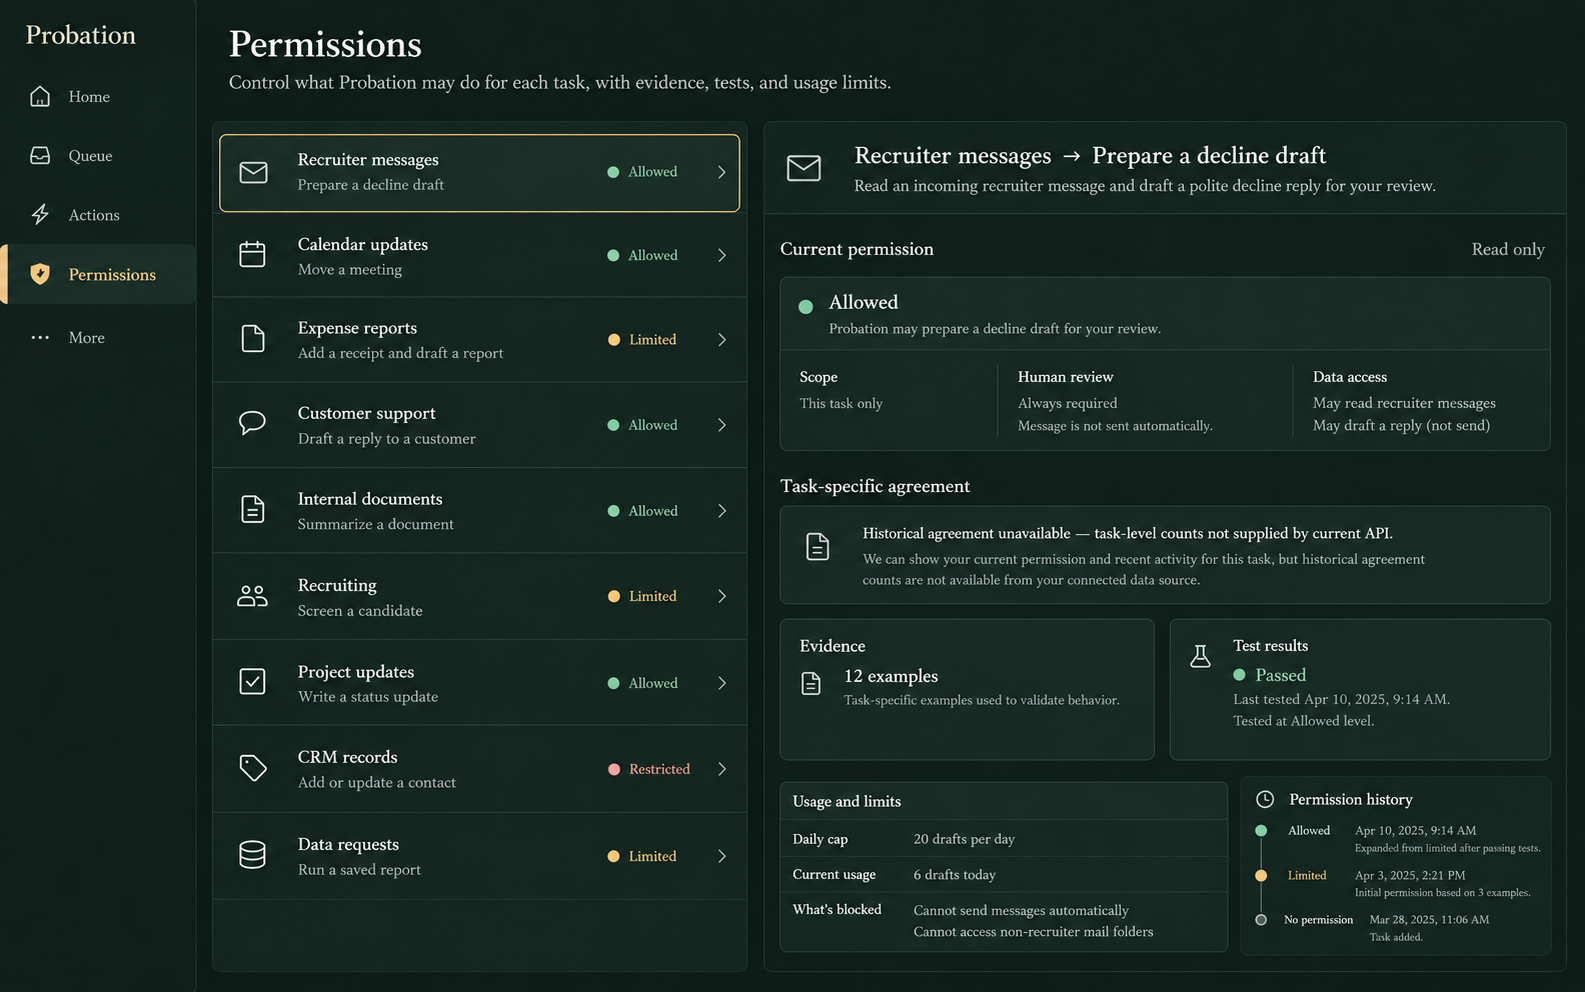 Probation
Home
Queue
Actions
Permissions
More
Permissions
Control what Probation may do for each task, with evidence, tests, and usage limits.
Recruiter messages
Prepare a decline draft
Allowed
Calendar updates
Move a meeting
Allowed
Expense reports
Add a receipt and draft a report
Limited
Customer support
Draft a reply to a customer
Allowed
Internal documents
Summarize a document
Allowed
Recruiting
Screen a candidate
Limited
Project updates
Write a status update
Allowed
CRM records
Add or update a contact
Restricted
Data requests
Run a saved report
Limited
Recruiter messages → Prepare a decline draft
Read an incoming recruiter message and draft a polite decline reply for your review.
Current permission
Read only
Allowed
Probation may prepare a decline draft for your review.
Scope
This task only
Human review
Always required
Message is not sent automatically.
Data access
May read recruiter messages
May draft a reply (not send)
Task-specific agreement
Historical agreement unavailable — task-level counts not supplied by current API.
We can show your current permission and recent activity for this task, but historical agreement
counts are not available from your connected data source.
Evidence
12 examples
Task-specific examples used to validate behavior.
Test results
Passed
Last tested Apr 10, 2025, 9:14 AM.
Tested at Allowed level.
Usage and limits
Daily cap 20 drafts per day
Current usage 6 drafts today
What's blocked Cannot send messages automatically
Cannot access non-recruiter mail folders
Permission history
Allowed Apr 10, 2025, 9:14 AM
Expanded from limited after passing tests.
Limited Apr 3, 2025, 2:21 PM
Initial permission based on 3 examples.
No permission Mar 28, 2025, 11:06 AM
Task added.